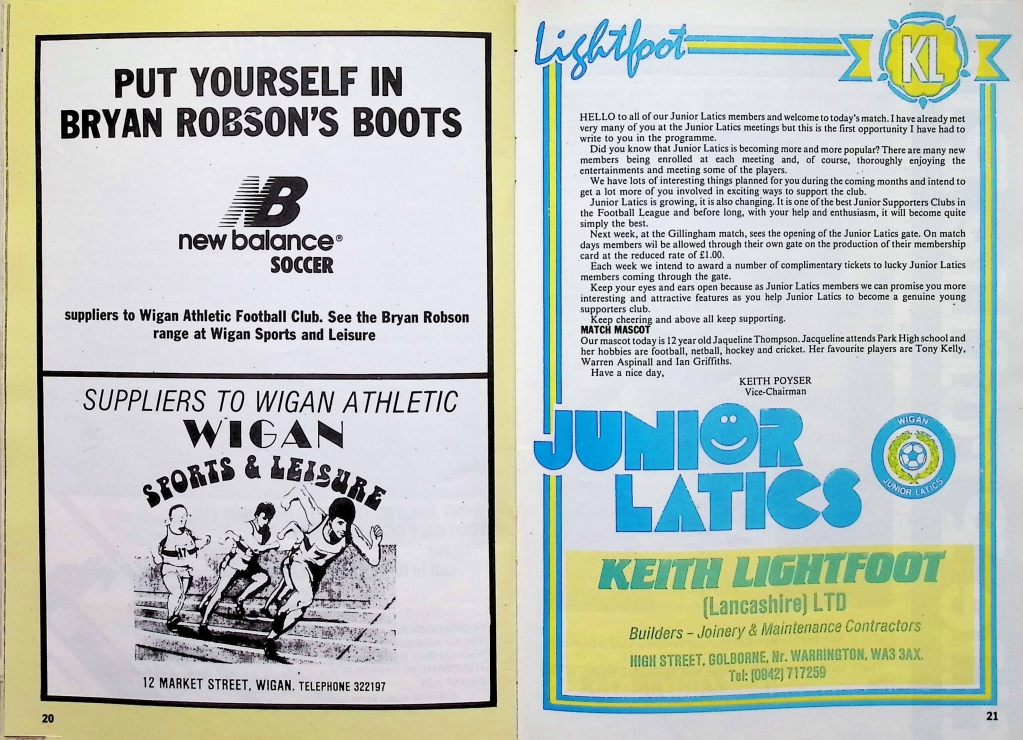 PUT YOURSELF IN
BRYAN ROBSON'S BOOTS
NB
new balance®
SOCCER
suppliers to Wigan Athletic Football Club. See the Bryan Robson
range at Wigan Sports and Leisure
SUPPLIERS TO WIGAN ATHLETIC
WIGAN
SPORTS & LEISURE
12 MARKET STREET, WIGAN. TELEPHONE 322197
20
Lightfoot
KL
HELLO to all of our Junior Latics members and welcome to today's match. I have already met
very many of you at the Junior Latics meetings but this is the first opportunity I have had to
write to you in the programme.
Did you know that Junior Latics is becoming more and more popular? There are many new
members being enrolled at each meeting and, of course, thoroughly enjoying the
entertainments and meeting some of the players.
We have lots of interesting things planned for you during the coming months and intend to
get a lot more of you involved in exciting ways to support the club.
Junior Latics is growing, it is also changing. It is one of the best Junior Supporters Clubs in
the Football League and before long, with your help and enthusiasm, it will become quite
simply the best.
Next week, at the Gillingham match, sees the opening of the Junior Latics gate. On match
days members wil be allowed through their own gate on the production of their membership
card at the reduced rate of £1.00.
Each week we intend to award a number of complimentary tickets to lucky Junior Latics
members coming through the gate.
Keep your eyes and ears open because as Junior Latics members we can promise you more
interesting and attractive features as you help Junior Latics to become a genuine young
supporters club.
Keep cheering and above all keep supporting.
MATCH MASCOT
Our mascot today is 12 year old Jaqueline Thompson. Jacqueline attends Park High school and
her hobbies are football, netball, hockey and cricket. Her favourite players are Tony Kelly,
Warren Aspinall and Ian Griffiths.
Have a nice day,
KEITH POYSER
Vice-Chairman
JUNIOR
LATICS
WIGAN
JUNIOR LATICS
KEITH LIGHTFOOT
(Lancashire) LTD
Builders - Joinery & Maintenance Contractors
HIGH STREET, GOLBORNE, Nr. WARRINGTON, WA3 3AX.
Tel: (0942) 717259
21